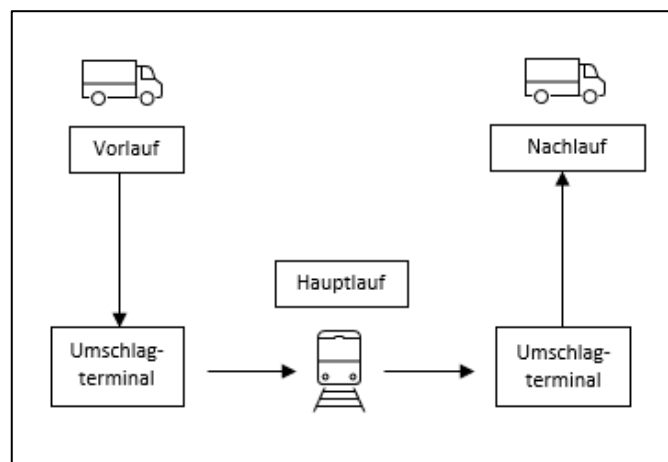 Vorlauf
Nachlauf
Hauptlauf
Umschlag-
terminal
Umschlag-
terminal